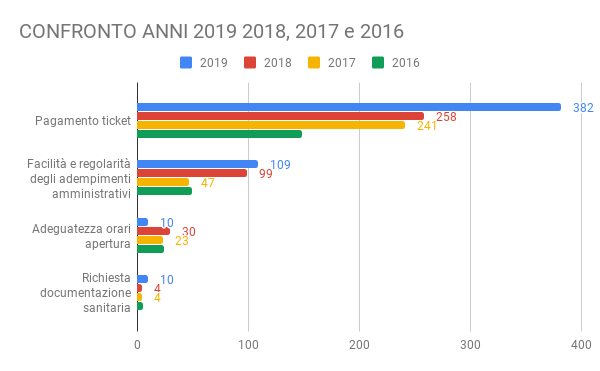 CONFRONTO ANNI 2019 2018, 2017 e 2016
2019 2018 2017 2016
Pagamento ticket
382
258
241
Facilità e regolarità
degli adempimenti
amministrativi
109
99
47
Adeguatezza orari
apertura
10
30
23
Richiesta
documentazione
sanitaria
10
4
4
0 100 200 300 400